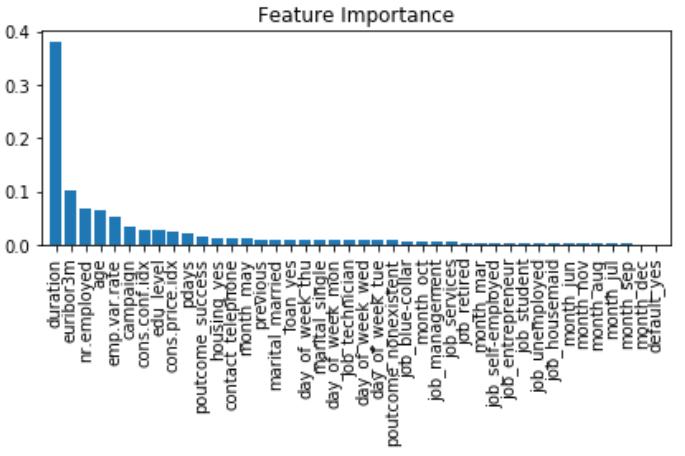 Feature Importance
0.4
0.3
0.2
0.1
0.0
duration
euribor3m
nr.employed
age
emp.var.rate
campaign
cons.conf.idx
edu_level
cons.price.idx
pdays
poutcome_success
housing_yes
contact_telephone
month_may
previous
marital_married
loan_yes
day_of_week_thu
marital_single
day_of_week_mon
job_technician
day_of_week_wed
day_of_week_tue
poutcome_nonexistent
job_blue-collar
month_oct
job_management
job_services
job_retired
month_mar
job_self-employed
job_entrepreneur
job_student
job_unemployed
job_housemaid
month_jun
month_nov
month_aug
month_jul
month_sep
month_dec
default_yes